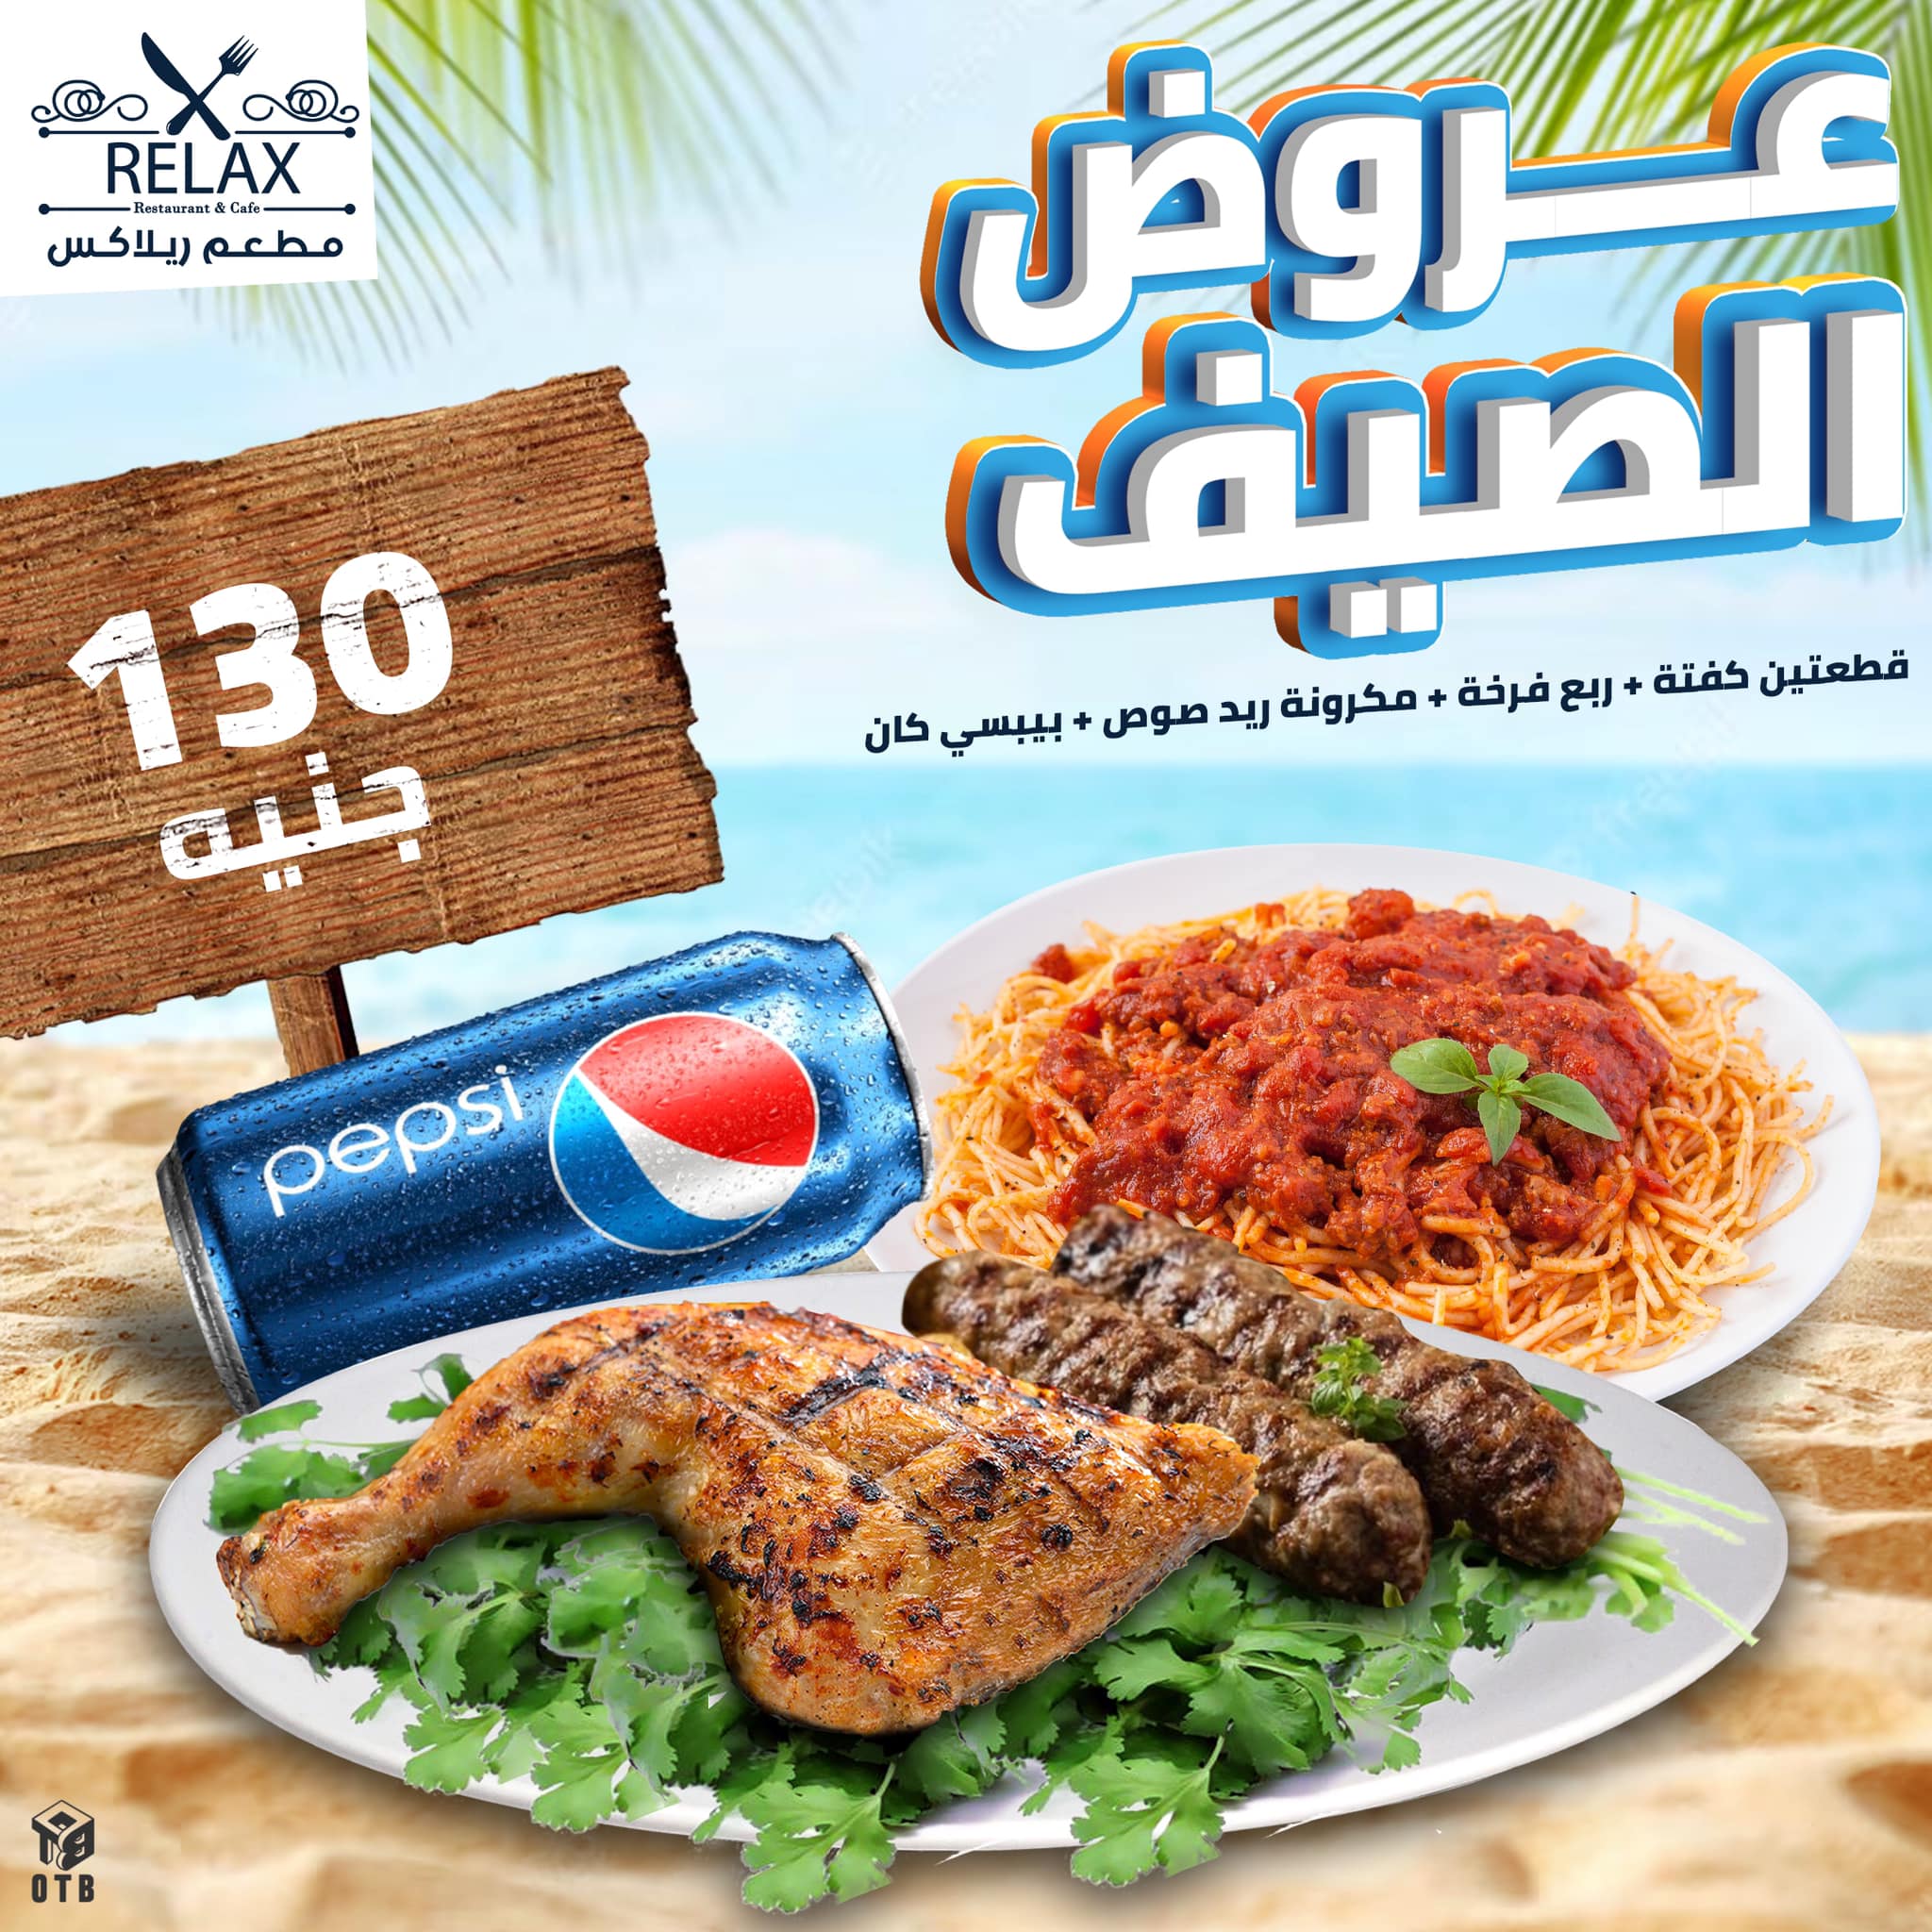 RELAX
Restaurant & Cafe
مطعم ريلاكس
عروض
الصيف
قطعتين كفتة + ربع فرخة + مكرونة ريد صوص + بيبسي كان
130
جنيه
pepsi
OTB